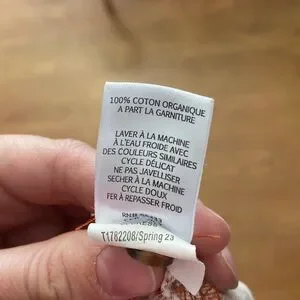 100% COTON ORGANIQUE
A PART LA GARNITURE
LAVER À LA MACHINE
À L'EAU FROIDE AVEC
DES COULEURS SIMILAIRES
CYCLE DÉLICAT
NE PAS JAVELLISER
SECHER À LA MACHINE
CYCLE DOUX
FER À REPASSER FROID
T1782208/Spring 23